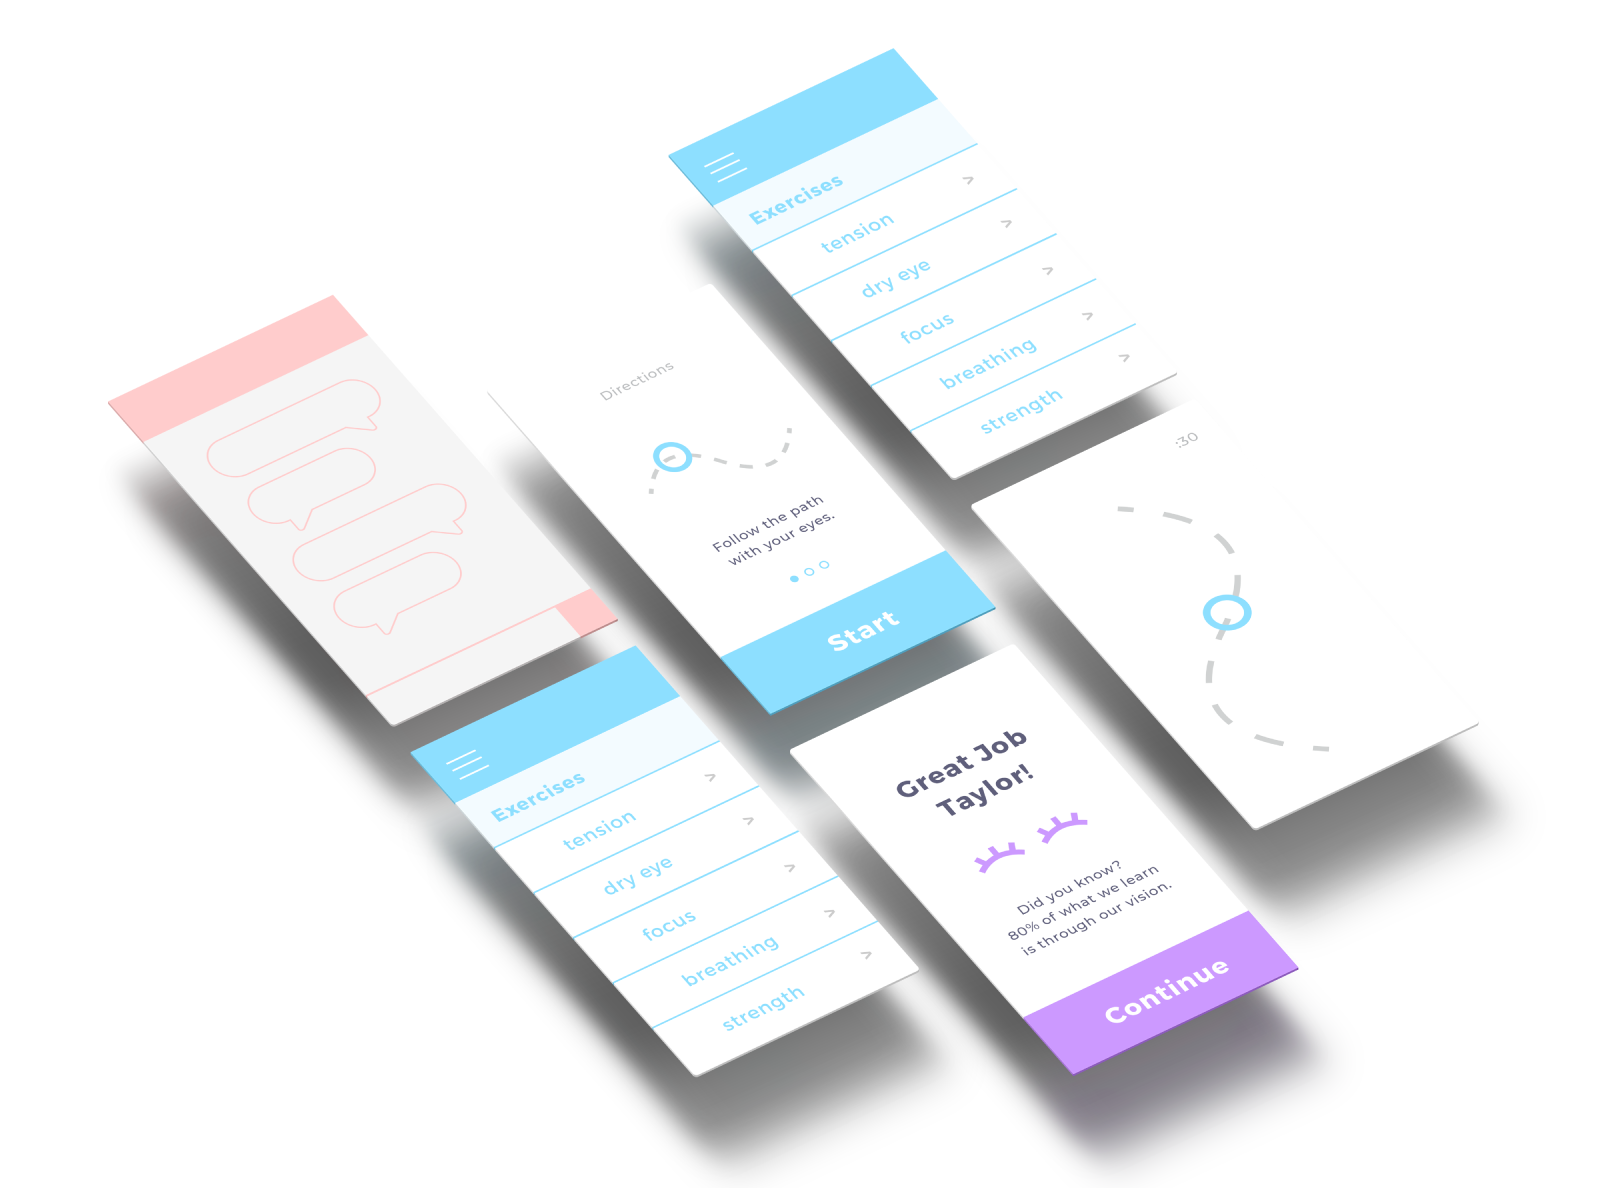 Exercises
tension >
dry eye >
focus >
breathing >
strength >
Directions
Follow the path
with your eyes.
Start
:30
Exercises
tension >
dry eye >
focus >
breathing >
strength >
Great Job
Taylor!
Did you know?
80% of what we learn
is through our vision.
Continue